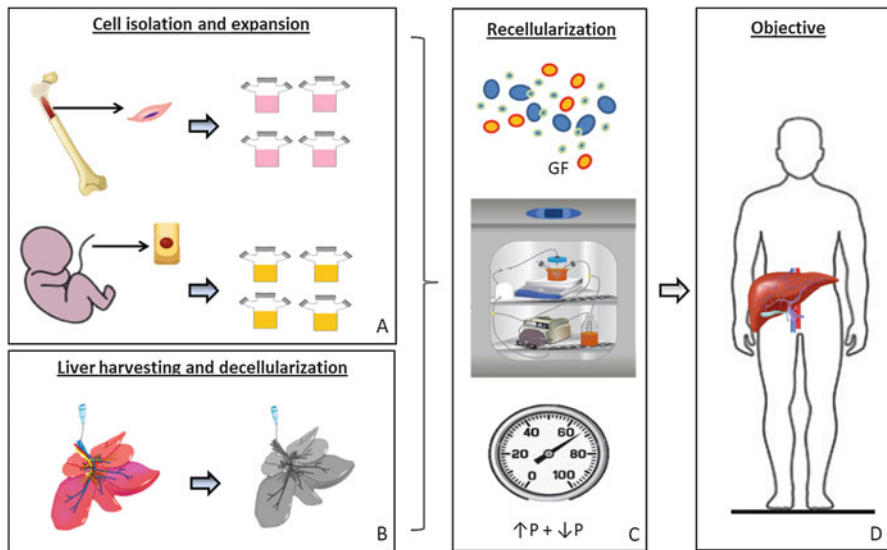 Cell isolation and expansion
A
Liver harvesting and decellularization
B
Recellularization
GF
40 60
20 80
0 100
↑P + ↓P
C
Objective
D